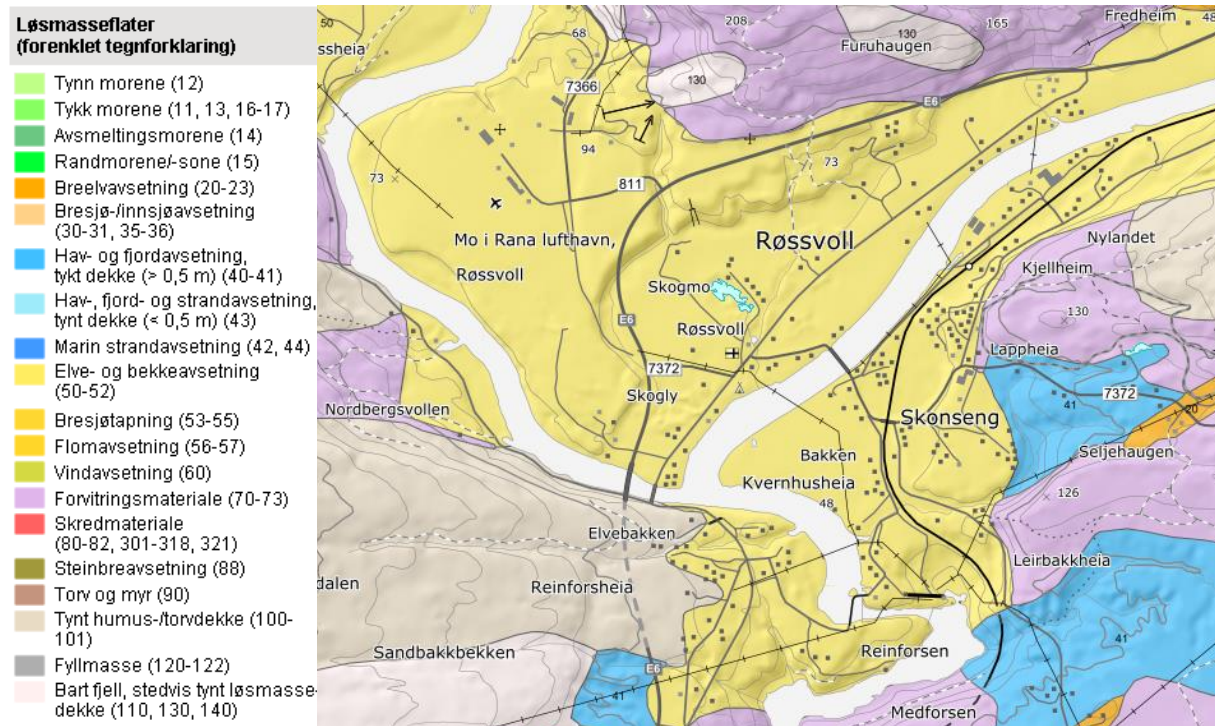 Løsmasseflater
(forenklet tegnforklaring)
Tynn morene (12)
Tykk morene (11, 13, 16-17)
Avsmeltingsmorene (14)
Randmorene/-sone (15)
Breelvavsetning (20-23)
Bresjø-/innsjøavsetning
(30-31, 35-36)
Hav- og fjordavsetning,
tykt dekke (> 0,5 m) (40-41)
Hav-, fjord- og strandavsetning,
tynt dekke (< 0,5 m) (43)
Marin strandavsetning (42, 44)
Elve- og bekkeavsetning
(50-52)
Bresjøtapning (53-55)
Flomavsetning (56-57)
Vindavsetning (60)
Forvitringsmateriale (70-73)
Skredmateriale
(80-82, 301-318, 321)
Steinbreavsetning (88)
Torv og myr (90)
Tynt humus-/torvdekke (100-
101)
Fyllmasse (120-122)
Bart fjell, stedvis tynt løsmasse-
dekke (110, 130, 140)
50
ssheia
68
208
130
Furuhaugen
165
Fredheim
48
7366
130
E6
94
73
73
811
Mo i Rana lufthavn,
Røssvoll
Røssvoll
Nylandet
Kjellheim
Skogmo
130
E6
Røssvoll
Lappheia
7372
Skogly
41
7372
20
Nordbergsvollen
Skonseng
Seljehaugen
Bakken
Kvernhusheia
126
48
Elvebakken
Leirbakkheia
dalen
Reinforsheia
41
Sandbakkbekken
Reinforsen
E6
41
Medforsen